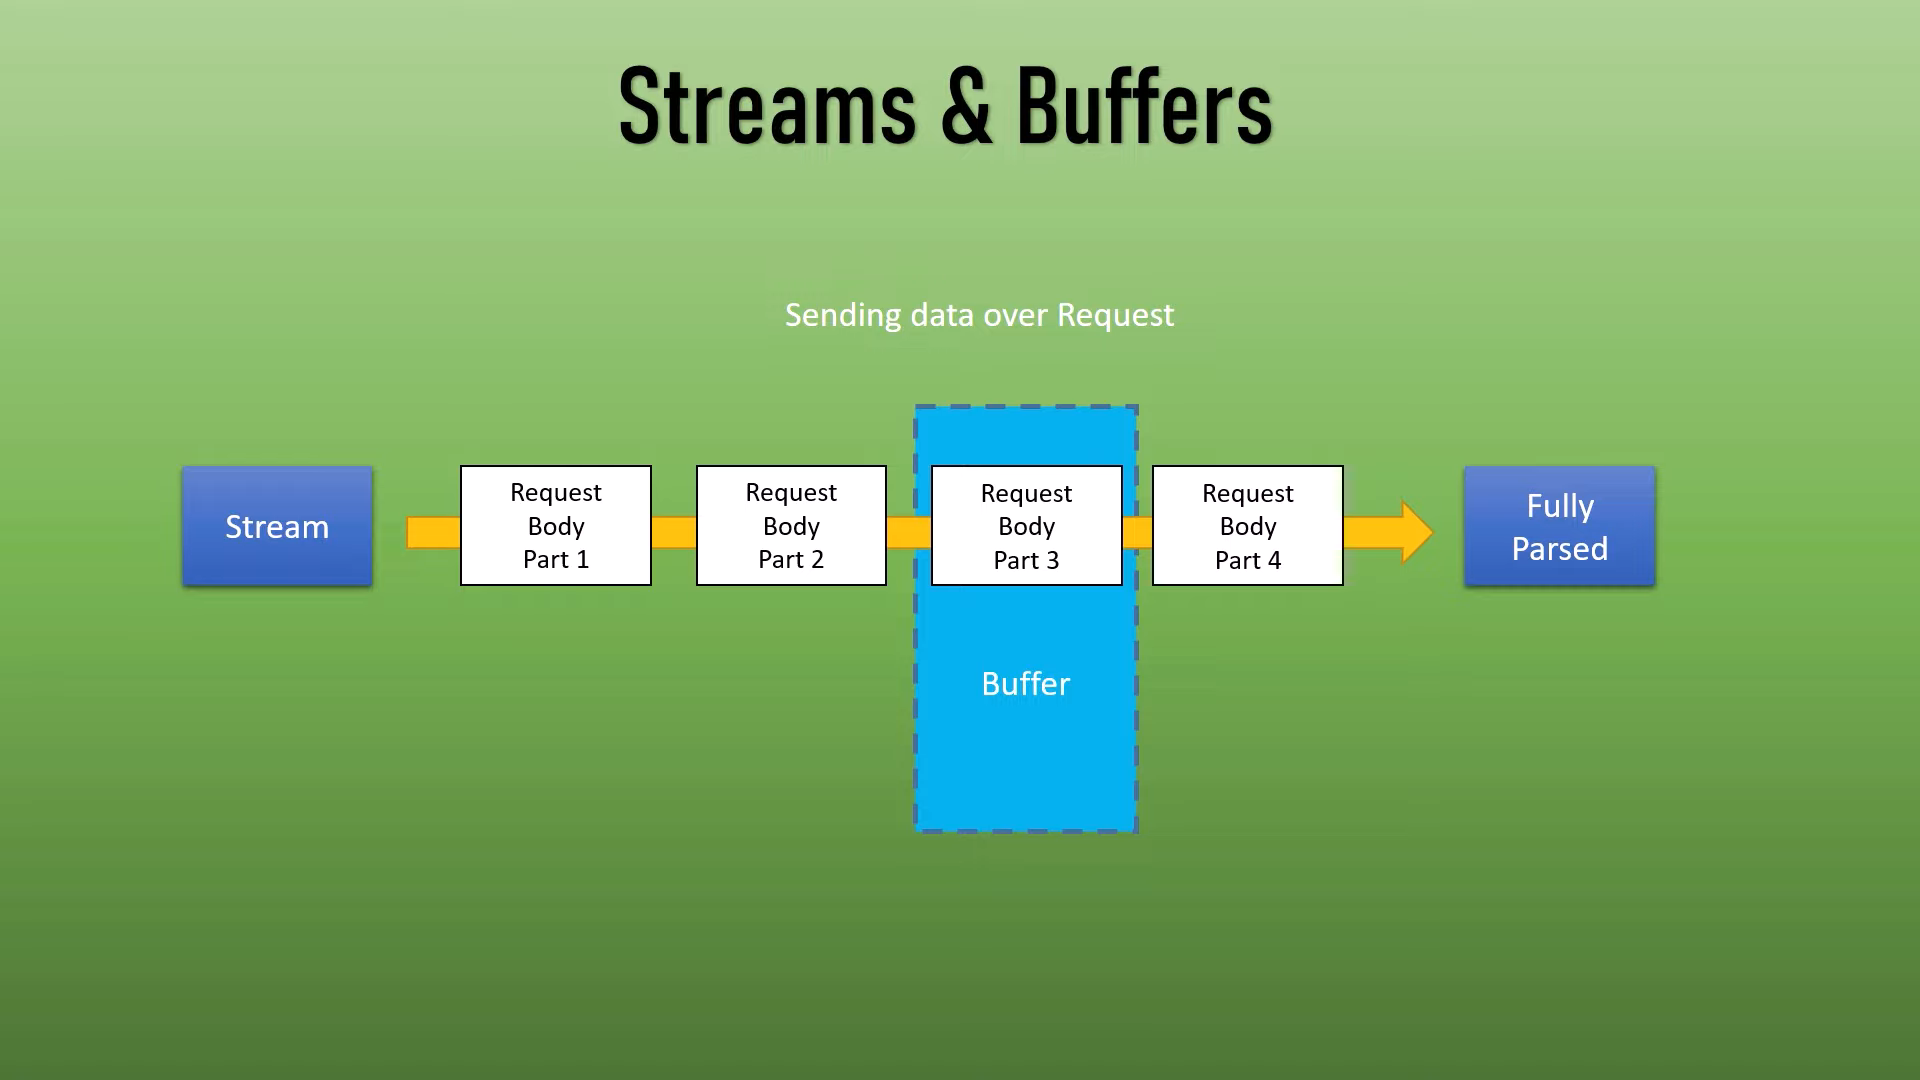 Streams & Buffers
Sending data over Request
Stream
Request
Body
Part 1
Request
Body
Part 2
Request
Body
Part 3
Request
Body
Part 4
Fully
Parsed
Buffer